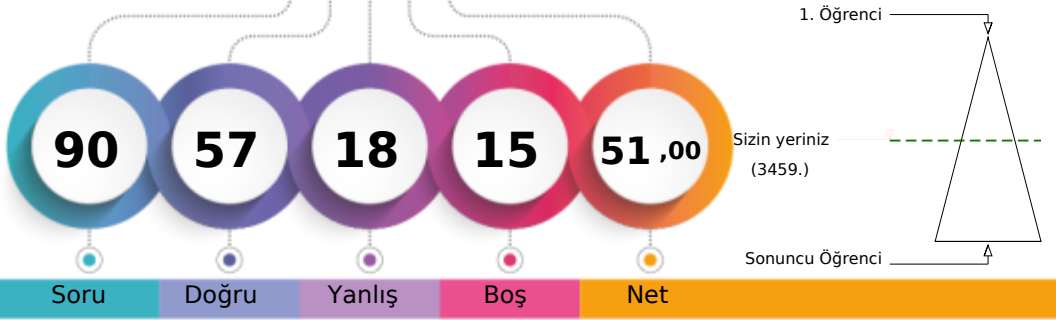 1. Öğrenci
90
57
18
15
51 ,00
Sizin yeriniz
(3459.)
Sonuncu Öğrenci
Soru
Doğru
Yanlış
Boş
Net